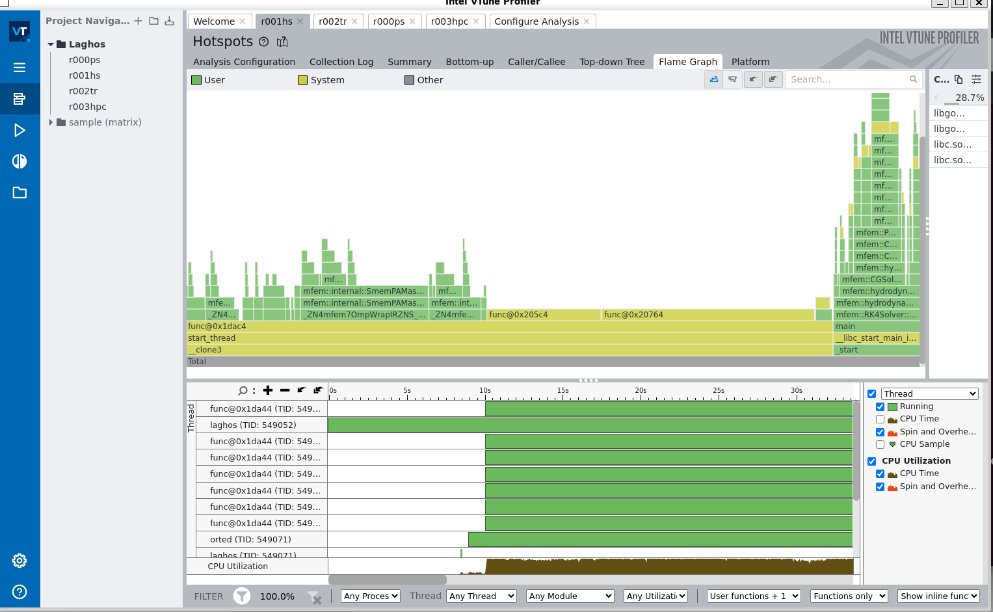 Intel VTune Profiler
VT
Project Naviga...
Laghos
r000ps
r001hs
r002tr
r003hpc
sample (matrix)
Welcome
r001hs
r002tr
r000ps
r003hpc
Configure Analysis
Hotspots
INTEL VTUNE PROFILER
Analysis Configuration
Collection Log
Summary
Bottom-up
Caller/Callee
Top-down Tree
Flame Graph
Platform
User
System
Other
Search...
C...
28.7%
libgo...
libgo...
libc.so...
libc.so...
mf...
mf...
mf...
mf...
mf...
mf...
mf...
mf...
mfem::P...
mfem::C...
mfem::C...
mfem::hy...
mf... mf... mfem::CGSol...
mfem::internal::SmemPAMas... mfem::hydrodyn...
mfe... mfem::internal::SmemPAMas... mfem::int... mfem::hydrodyna...
_ZN4... _ZN4mfem7OmpWrapIRZNS_... _ZN4mfe... func@0x205c4 func@0x20764 mfem::RK4Solver::...
func@0x1dac4 main
start_thread __libc_start_main_i...
__clone3 _start
Total
0s 5s 10s 15s 20s 25s 30s
Thread
func@0x1da44 (TID: 549...
laghos (TID: 549052)
func@0x1da44 (TID: 549...
func@0x1da44 (TID: 549...
func@0x1da44 (TID: 549...
func@0x1da44 (TID: 549...
func@0x1da44 (TID: 549...
func@0x1da44 (TID: 549...
orted (TID: 549071)
laghos (TID: 549071)
CPU Utilization
Thread
Running
CPU Time
Spin and Overhe...
CPU Sample
CPU Utilization
CPU Time
Spin and Overhe...
FILTER 100.0% Any Proces Thread Any Thread Any Module Any Utilizati User functions + 1 Functions only Show inline func